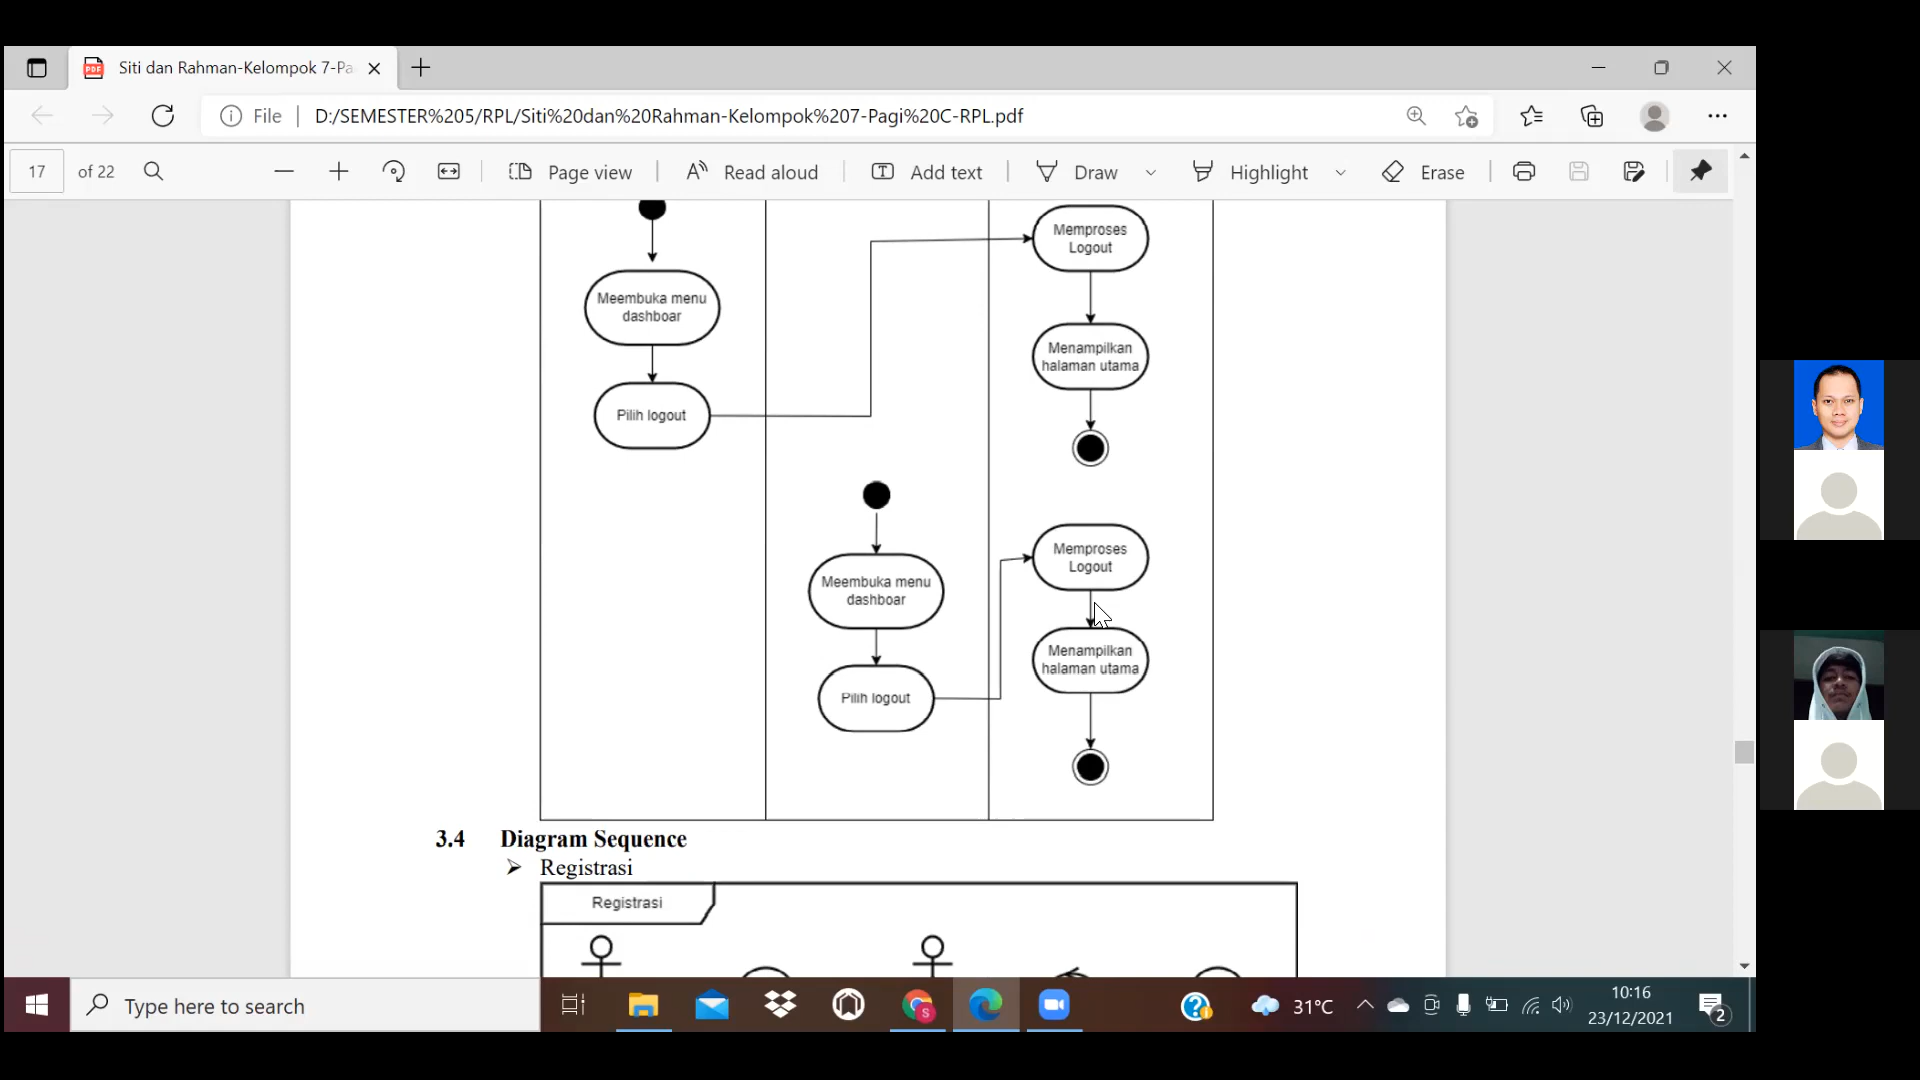 Siti dan Rahman-Kelompok 7-Pa
File
D:/SEMESTER%205/RPL/Siti%20dan%20Rahman-Kelompok%207-Pagi%20C-RPL.pdf
17 of 22
Page view
Read aloud
Add text
Draw
Highlight
Erase
Memproses
Logout
Meembuka menu
dashboar
Menampilkan
halaman utama
Pilih logout
Memproses
Logout
Meembuka menu
dashboar
Menampilkan
halaman utama
Pilih logout
3.4 Diagram Sequence
➢ Registrasi
Registrasi
Type here to search
31°C
10:16
23/12/2021
2